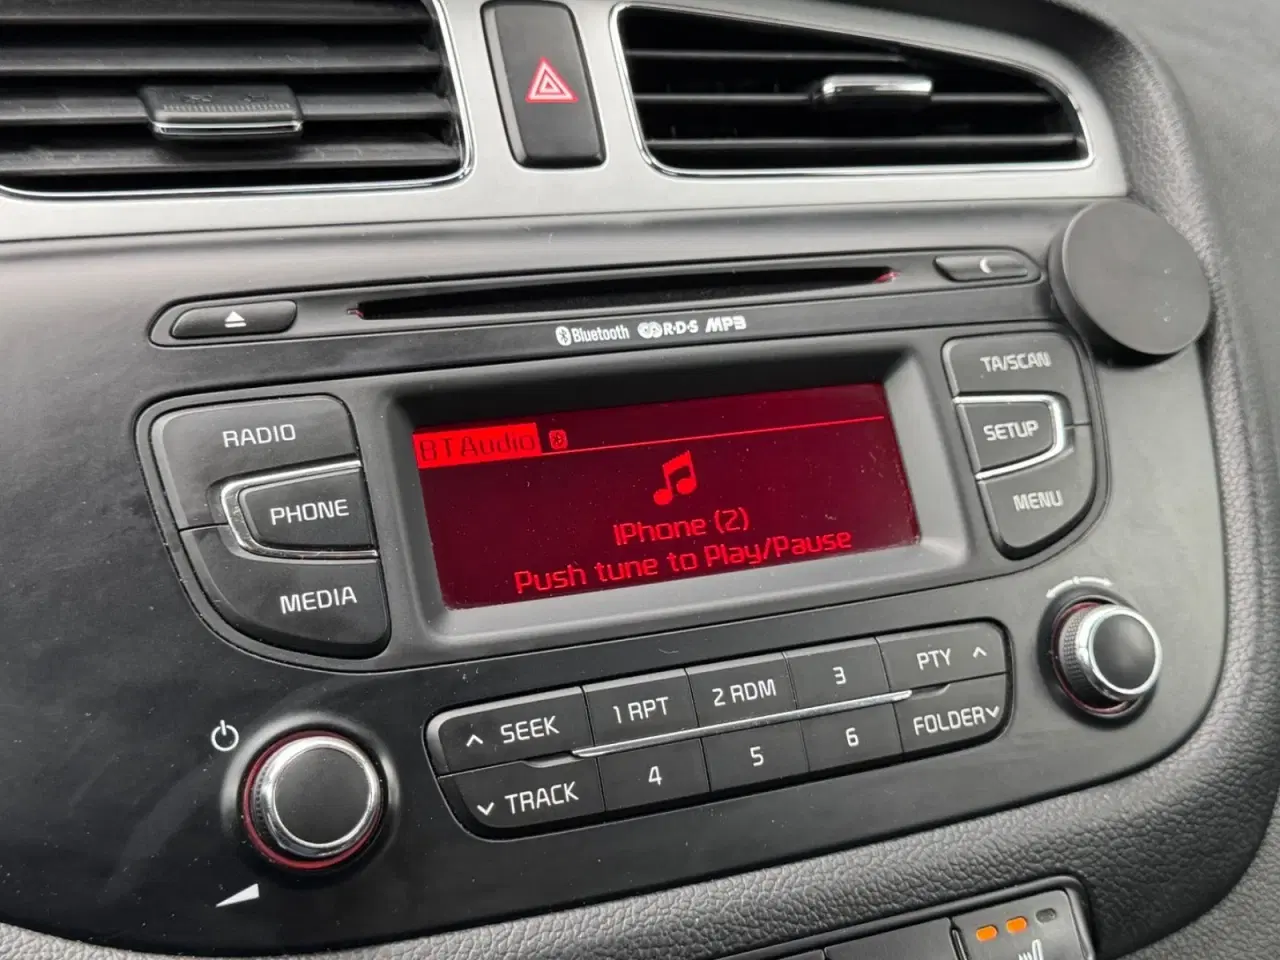 Bluetooth R·D·S MP3
RADIO
PHONE
MEDIA
BT Audio
iPhone (2)
Push tune to Play/Pause
TA/SCAN
SETUP
MENU
SEEK
1 RPT
2 RDM
3
PTY
TRACK
4
5
6
FOLDER